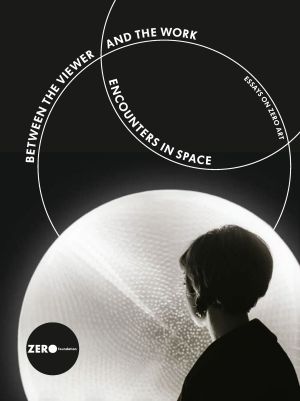 BETWEEN THE VIEWER
AND THE WORK
ENCOUNTERS IN SPACE
ESSAYS ON ZERO ART
ZERO foundation